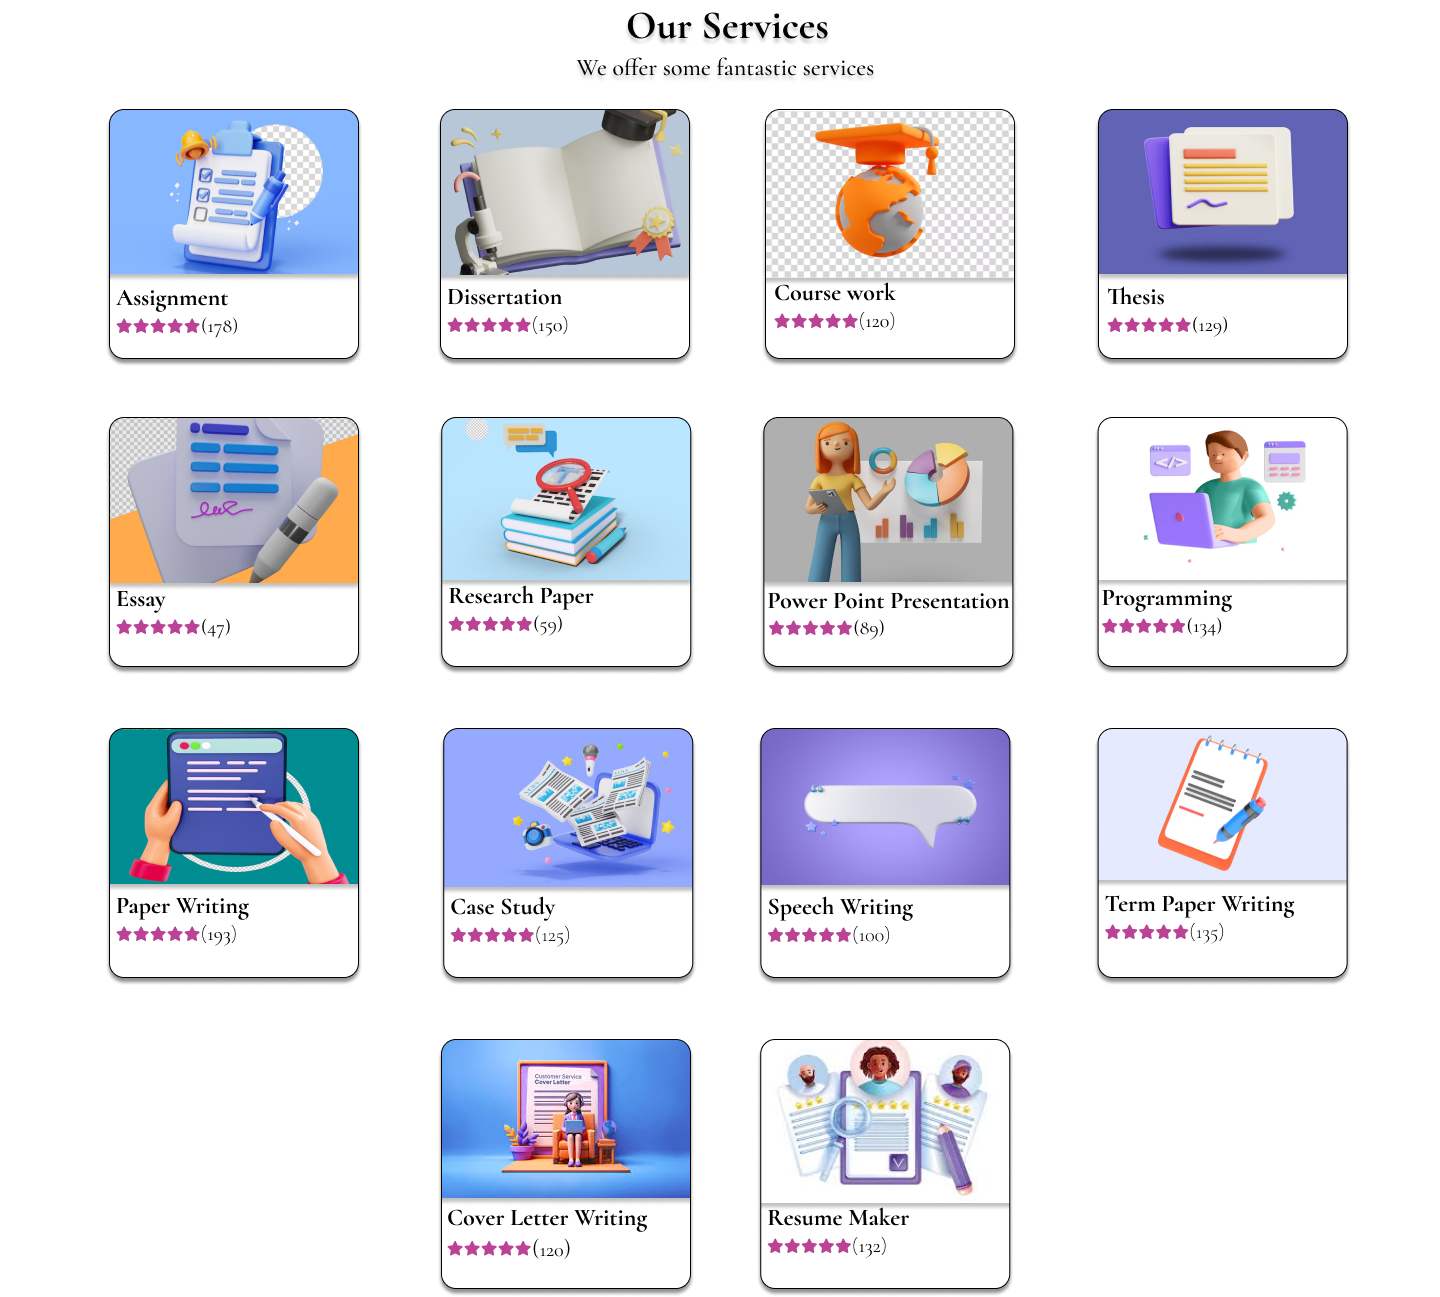 Our Services
We offer some fantastic services
Assignment
(178)
Dissertation
(150)
Course work
(120)
Thesis
(129)
Essay
(47)
Research Paper
(59)
Power Point Presentation
(89)
Programming
(134)
Paper Writing
(193)
Case Study
(125)
Speech Writing
(100)
Term Paper Writing
(135)
Customer Service
Cover Letter
Cover Letter Writing
(120)
Resume Maker
(132)